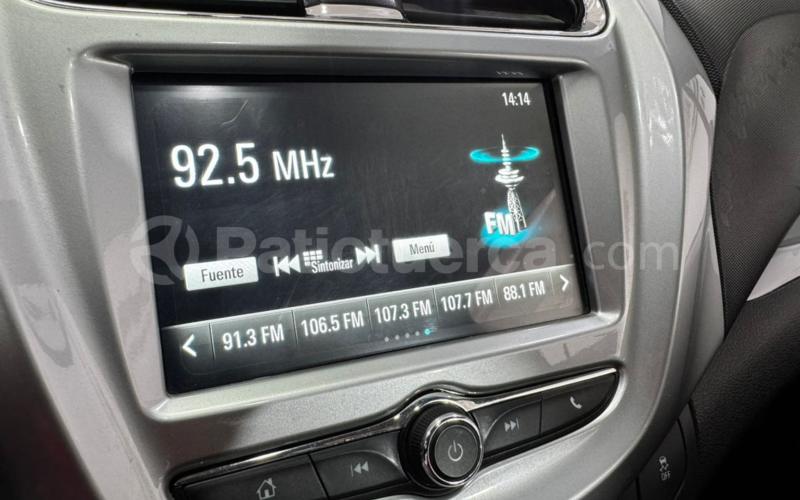 14:14
92.5 MHz
FM
Patiotuerca.com
Fuente
Sintonizar
Menú
91.3 FM
106.5 FM
107.3 FM
107.7 FM
88.1 FM
OFF